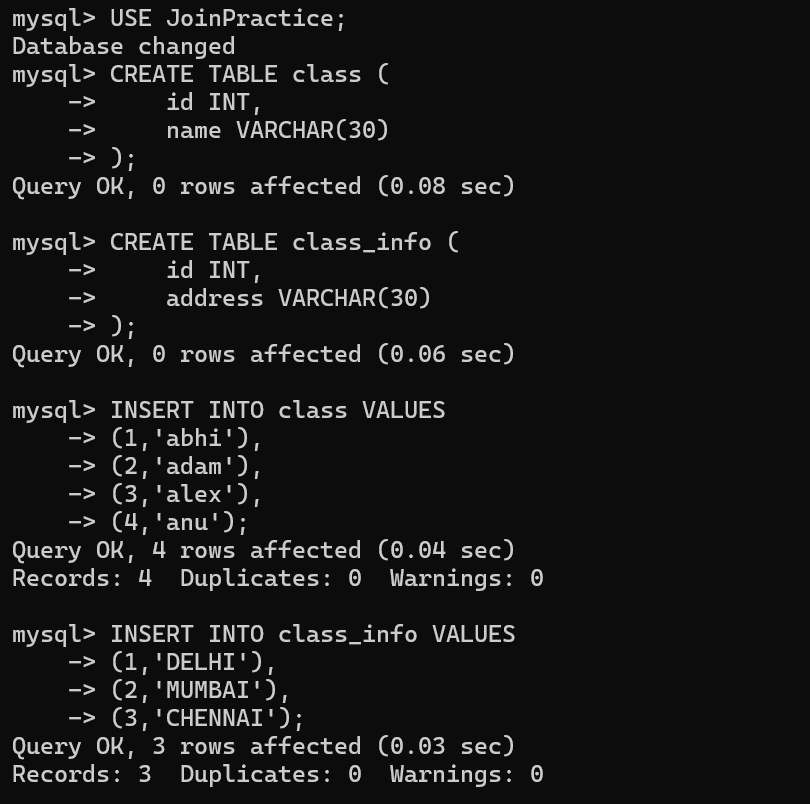 mysql> USE JoinPractice;
Database changed
mysql> CREATE TABLE class (
    ->     id INT,
    ->     name VARCHAR(30)
    -> );
Query OK, 0 rows affected (0.08 sec)

mysql> CREATE TABLE class_info (
    ->     id INT,
    ->     address VARCHAR(30)
    -> );
Query OK, 0 rows affected (0.06 sec)

mysql> INSERT INTO class VALUES
    -> (1,'abhi'),
    -> (2,'adam'),
    -> (3,'alex'),
    -> (4,'anu');
Query OK, 4 rows affected (0.04 sec)
Records: 4  Duplicates: 0  Warnings: 0

mysql> INSERT INTO class_info VALUES
    -> (1,'DELHI'),
    -> (2,'MUMBAI'),
    -> (3,'CHENNAI');
Query OK, 3 rows affected (0.03 sec)
Records: 3  Duplicates: 0  Warnings: 0